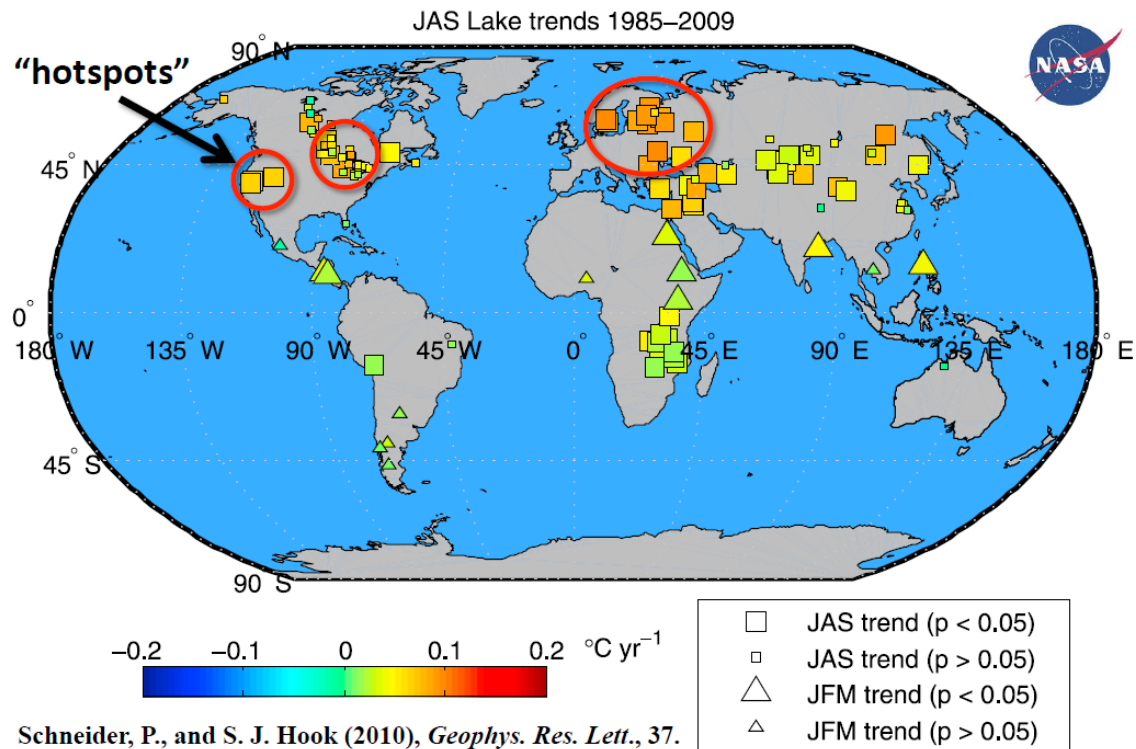 JAS Lake trends 1985–2009
NASA
"hotspots"
90° N
45° N
0°
180° W 135° W 90° W 45° W 0° 45° E 90° E 135° E 180° E
45° S
90° S
−0.2 −0.1 0 0.1 0.2 °C yr⁻¹
JAS trend (p < 0.05)
JAS trend (p > 0.05)
JFM trend (p < 0.05)
JFM trend (p > 0.05)
Schneider, P., and S. J. Hook (2010), Geophys. Res. Lett., 37.